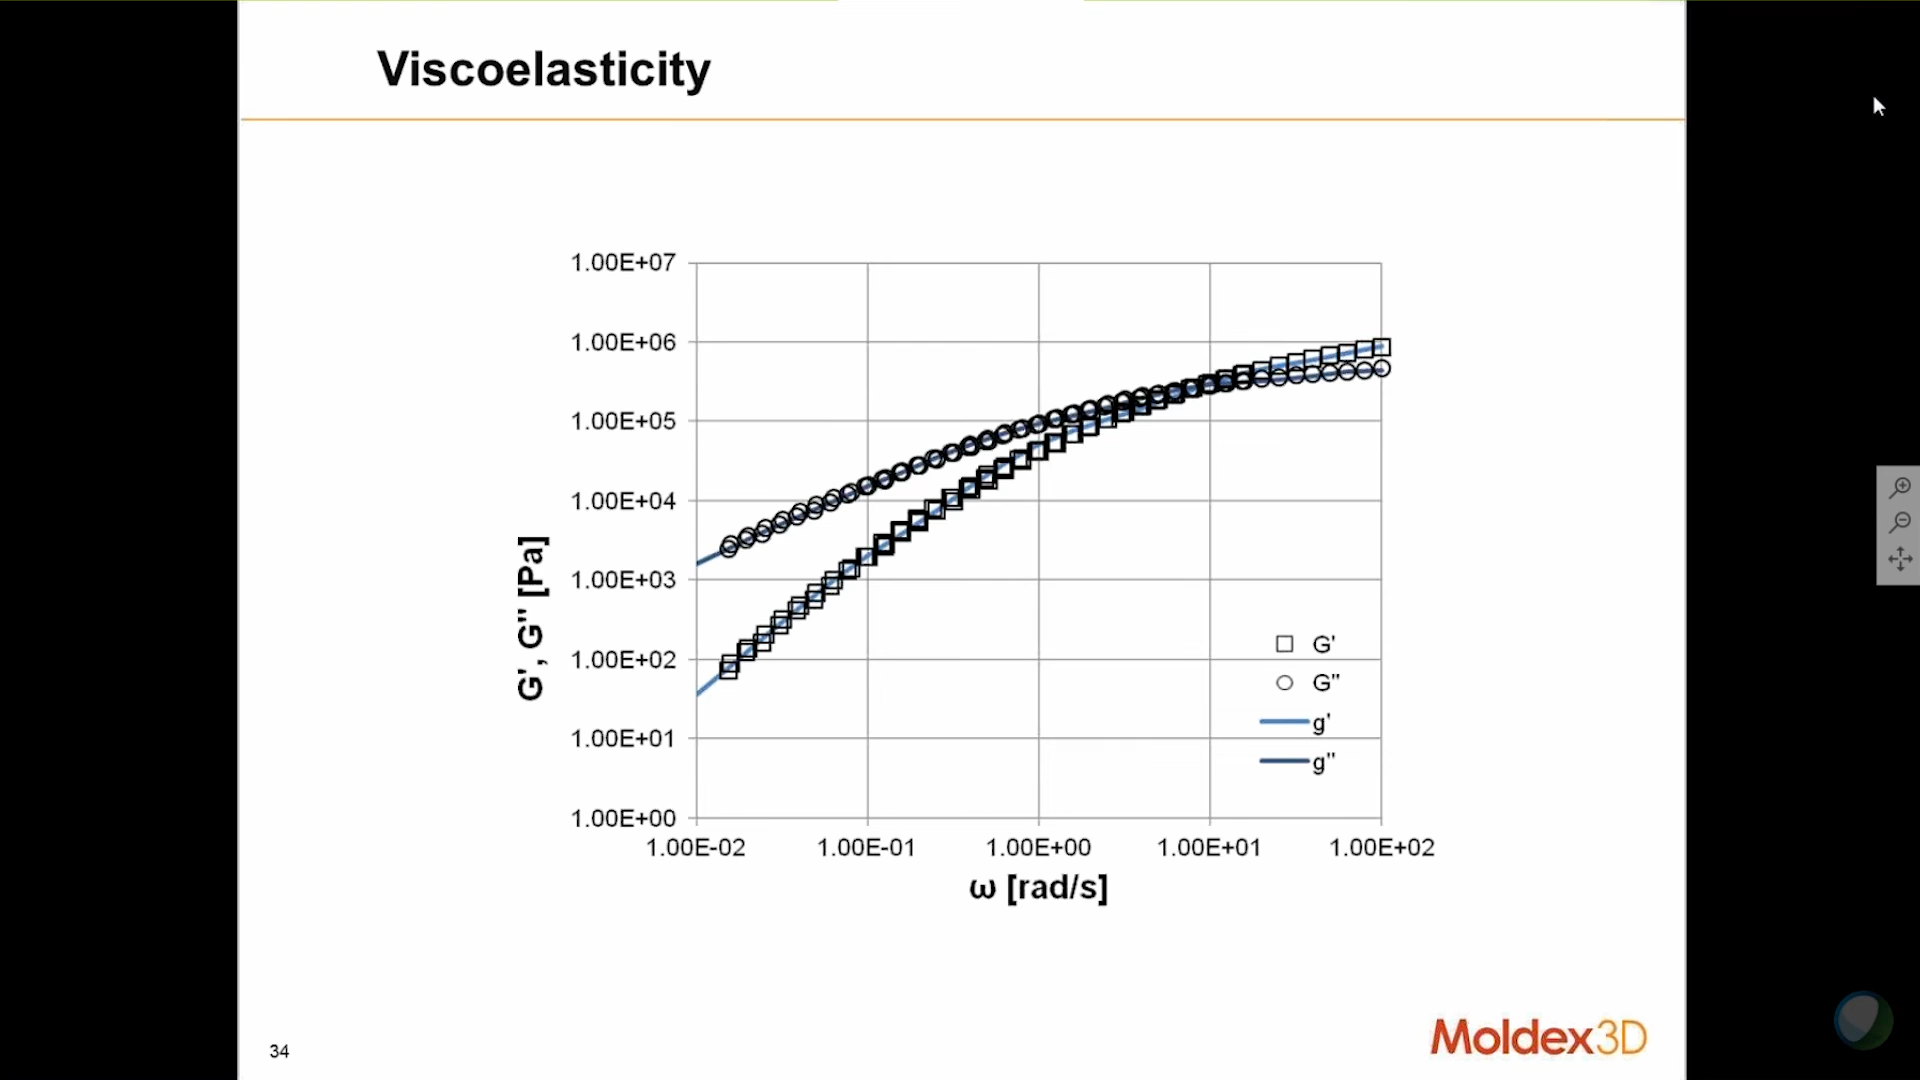 Viscoelasticity
1.00E+07
1.00E+06
1.00E+05
1.00E+04
1.00E+03
1.00E+02
1.00E+01
1.00E+00
G', G'' [Pa]
G'
G''
g'
g''
1.00E-02 1.00E-01 1.00E+00 1.00E+01 1.00E+02
ω [rad/s]
34
Moldex3D